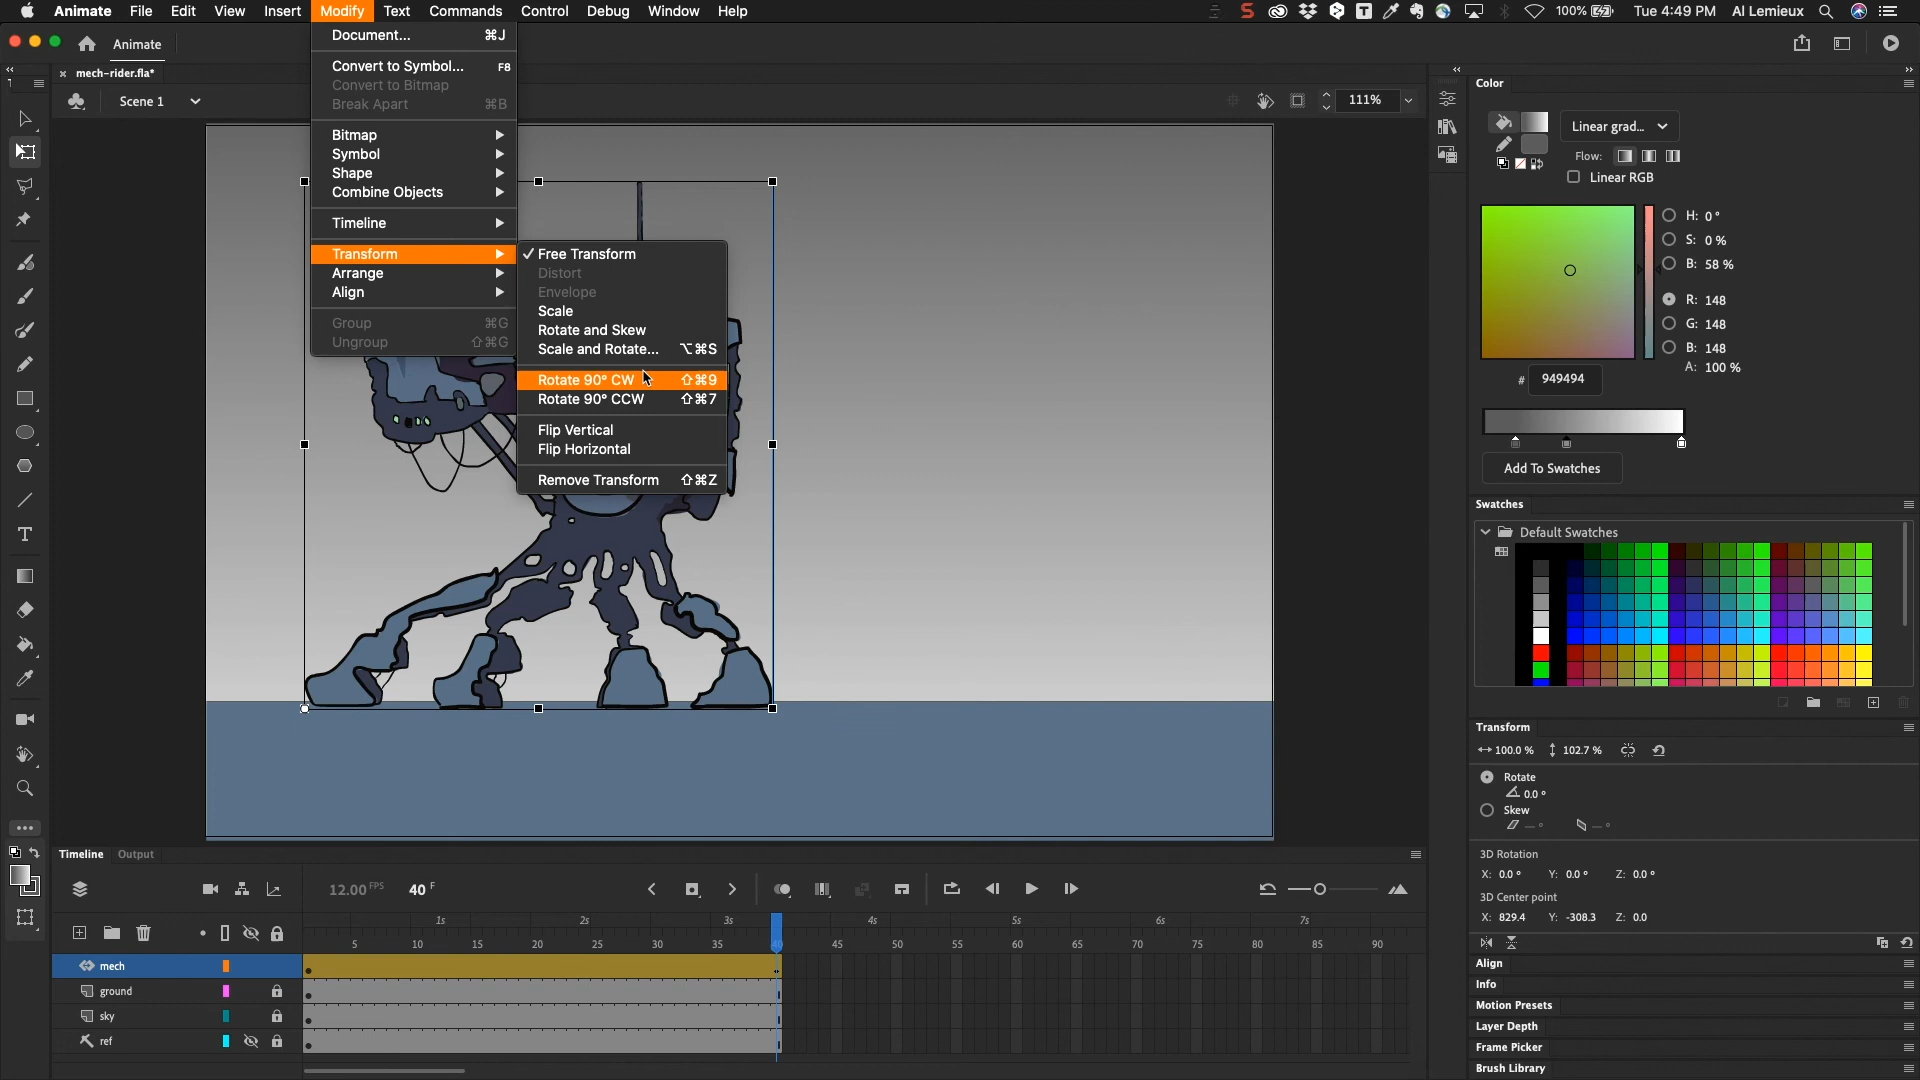 Animate File Edit View Insert Modify Text Commands Control Debug Window Help 100% Tue 4:49 PM Al Lemieux
Animate
mech-rider.fla*
Scene 1
111%
Document... ⌘J
Convert to Symbol... F8
Convert to Bitmap
Break Apart ⌘B
Bitmap
Symbol
Shape
Combine Objects
Timeline
Transform
Arrange
Align
Group ⌘G
Ungroup ⇧⌘G
✓ Free Transform
Distort
Envelope
Scale
Rotate and Skew
Scale and Rotate... ⌥⌘S
Rotate 90° CW ⇧⌘9
Rotate 90° CCW ⇧⌘7
Flip Vertical
Flip Horizontal
Remove Transform ⇧⌘Z
Color
Linear grad...
Flow:
Linear RGB
H: 0°
S: 0 %
B: 58 %
R: 148
G: 148
B: 148
A: 100 %
# 949494
Add To Swatches
Swatches
Default Swatches
Transform
100.0 % 102.7 %
Rotate
0.0°
Skew
3D Rotation
X: 0.0° Y: 0.0° Z: 0.0°
3D Center point
X: 829.4 Y: -308.3 Z: 0.0
Align
Info
Motion Presets
Layer Depth
Frame Picker
Brush Library
Timeline Output
12.00 FPS 40 F
1s 2s 3s 4s 5s 6s 7s
5 10 15 20 25 30 35 40 45 50 55 60 65 70 75 80 85 90
mech
ground
sky
ref